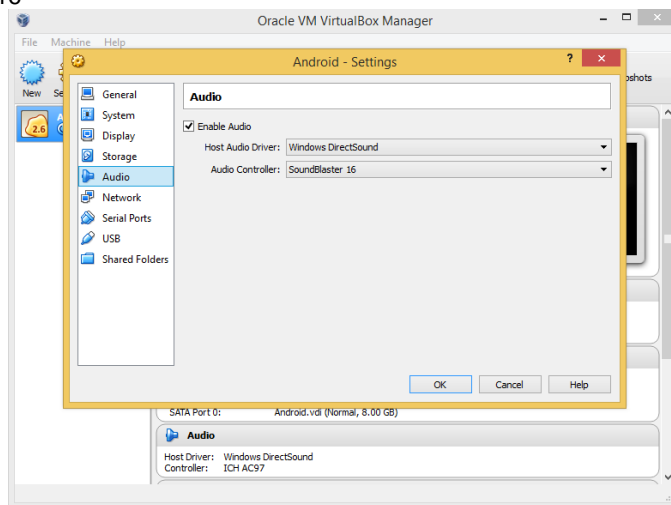 Oracle VM VirtualBox Manager
File Machine Help
Android - Settings
?
New
2.6
General
System
Display
Storage
Audio
Network
Serial Ports
USB
Shared Folders
Audio
Enable Audio
Host Audio Driver: Windows DirectSound
Audio Controller: SoundBlaster 16
OK Cancel Help
SATA Port 0: Android.vdi (Normal, 8.00 GB)
Audio
Host Driver: Windows DirectSound
Controller: ICH AC97